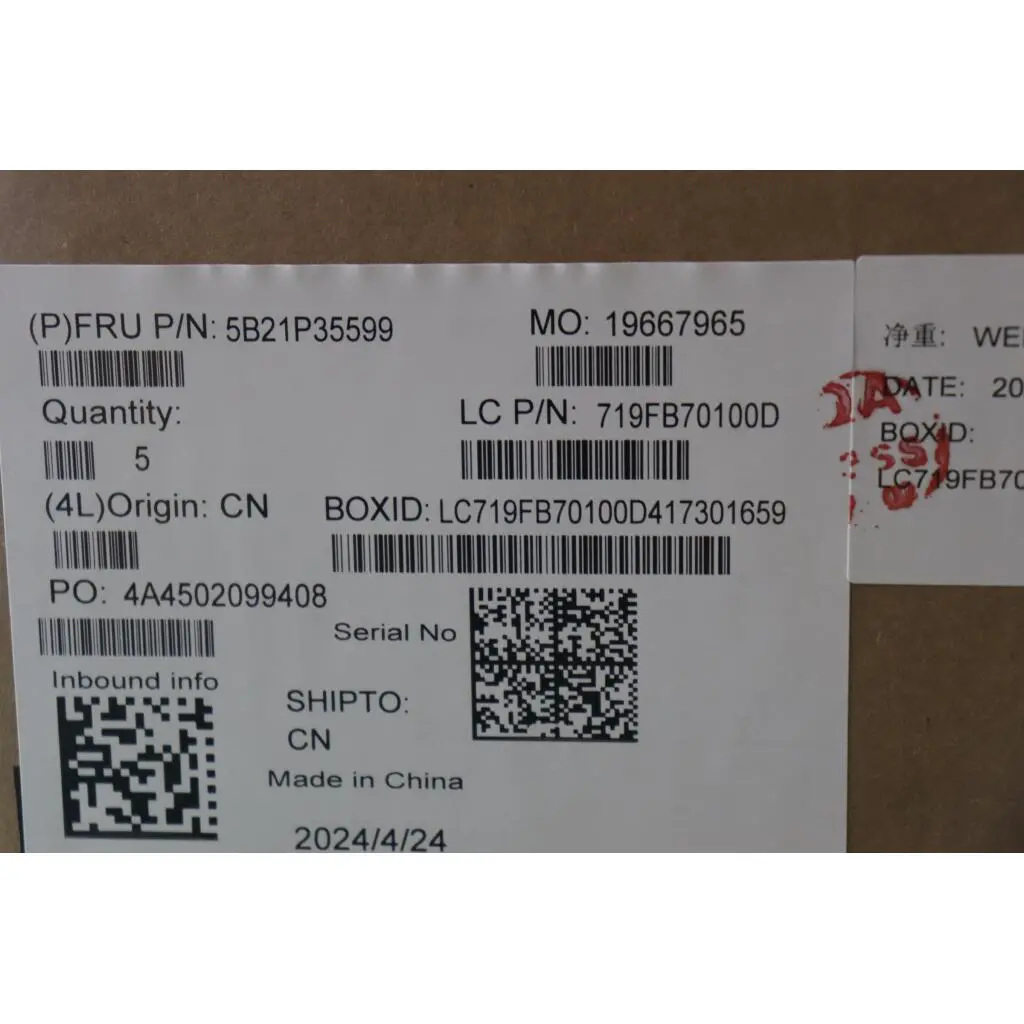 (P)FRU P/N: 5B21P35599
MO: 19667965
Quantity:
5
LC P/N: 719FB70100D
(4L)Origin: CN
BOXID: LC719FB70100D417301659
PO: 4A4502099408
Serial No
Inbound info
SHIPTO:
CN
Made in China
2024/4/24
净重:
DATE: 20
BOXID:
LC719FB70